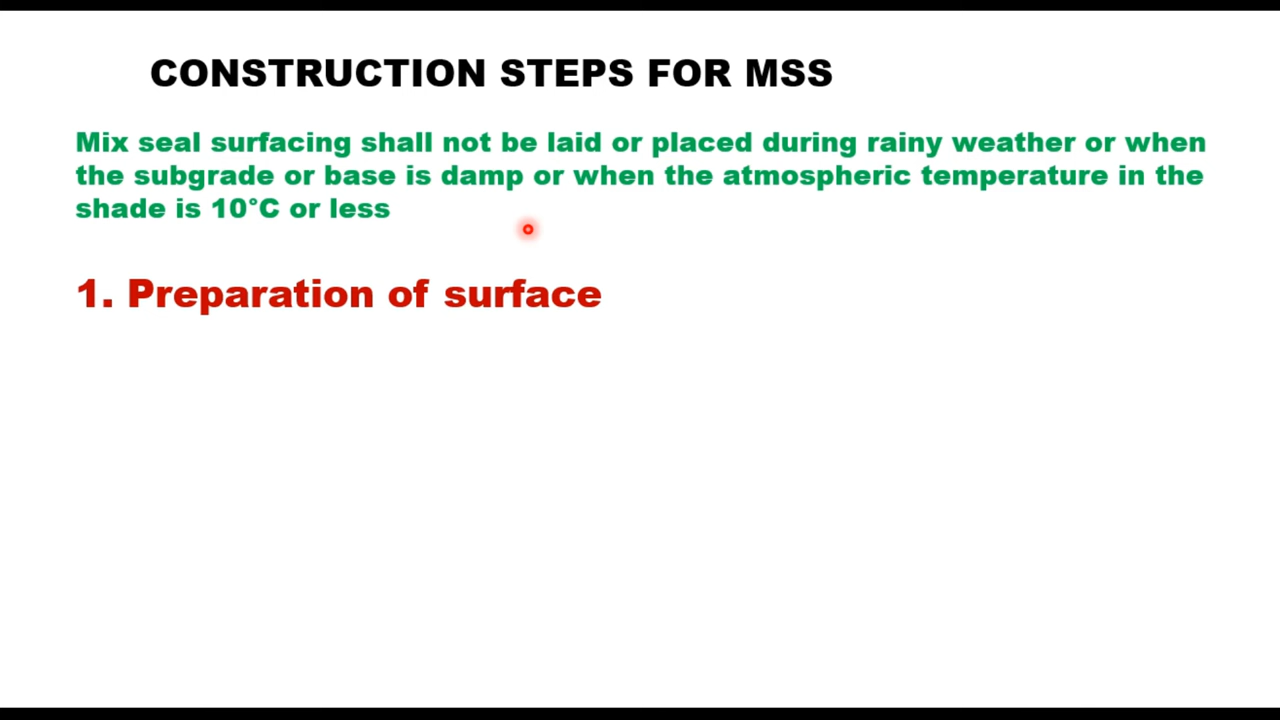 CONSTRUCTION STEPS FOR MSS
Mix seal surfacing shall not be laid or placed during rainy weather or when
the subgrade or base is damp or when the atmospheric temperature in the
shade is 10°C or less
1. Preparation of surface